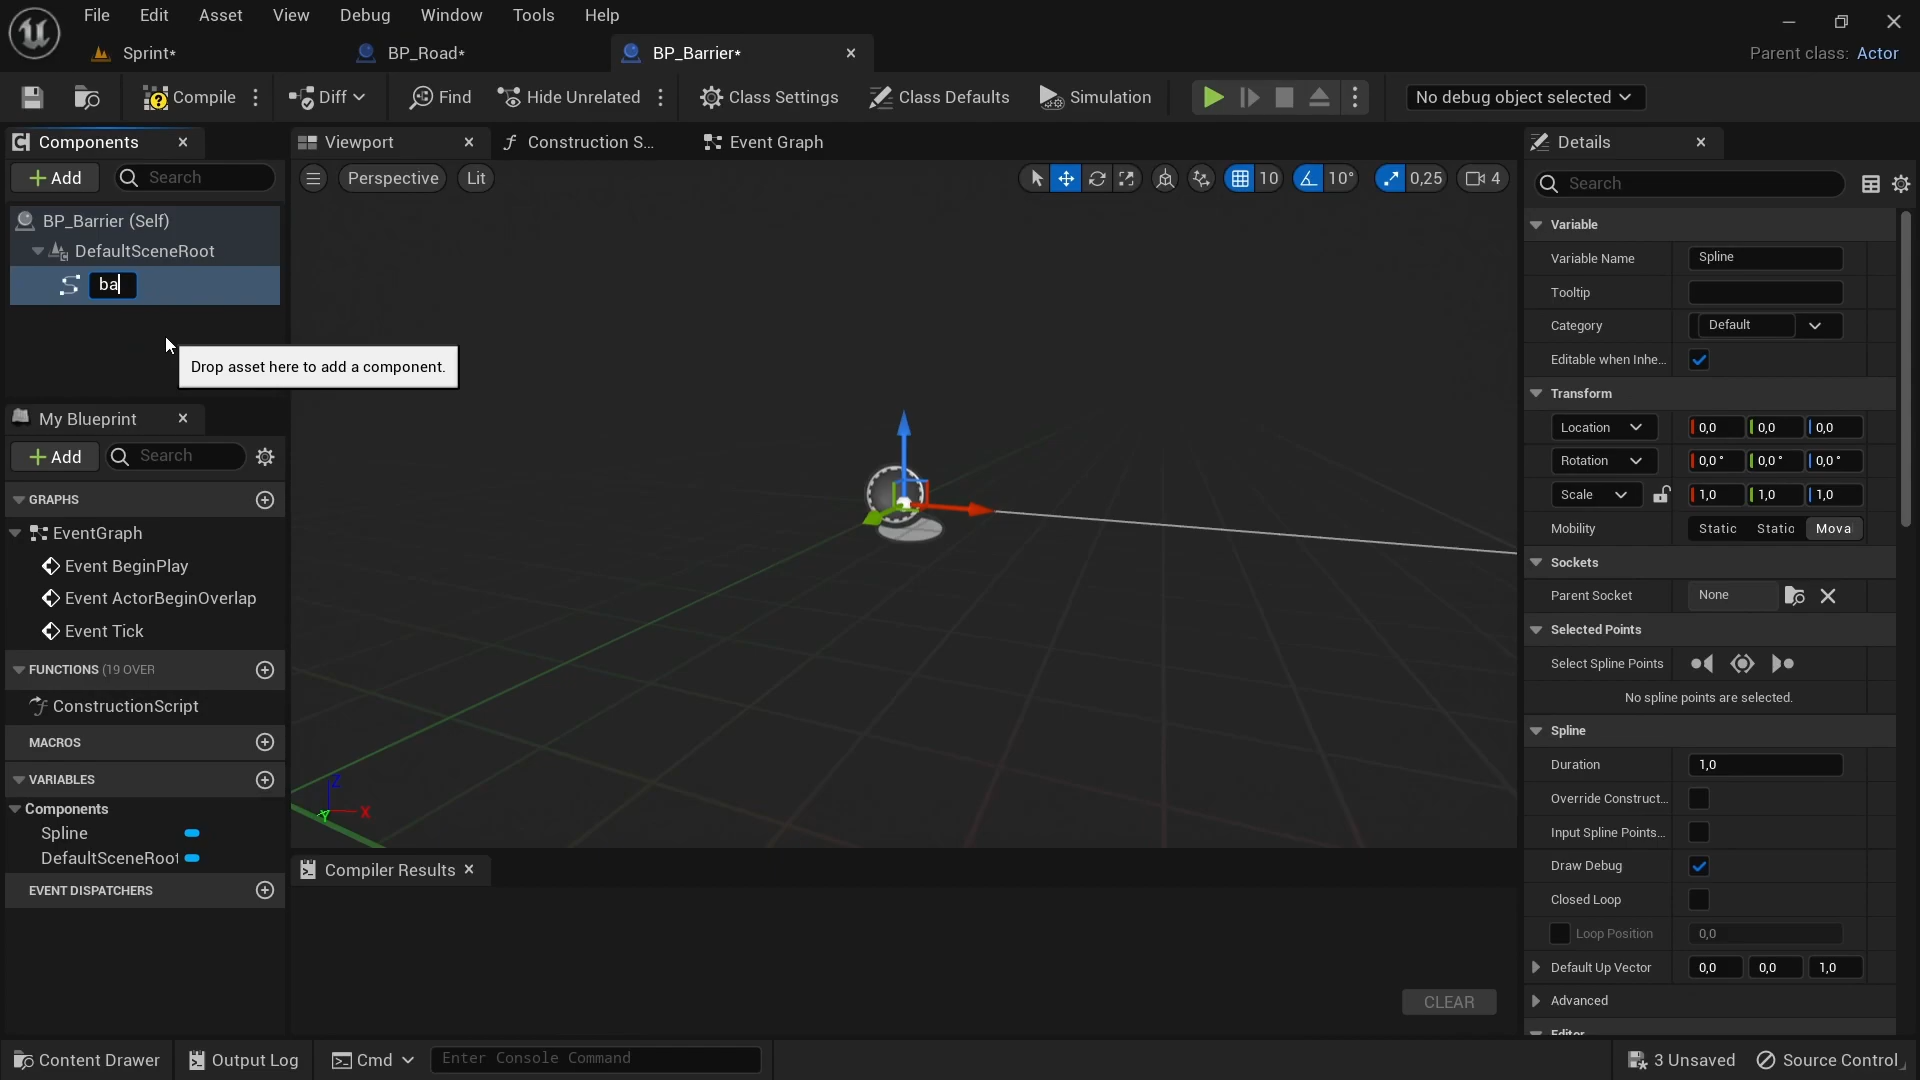 File Edit Asset View Debug Window Tools Help
Sprint* BP_Road* BP_Barrier* Parent class: Actor
Compile Diff Find Hide Unrelated Class Settings Class Defaults Simulation No debug object selected
Components Viewport Construction S... Event Graph Details
Add Search Perspective Lit 10 10° 0,25 4 Search
BP_Barrier (Self)
DefaultSceneRoot
ba
Drop asset here to add a component.
My Blueprint
Add Search
GRAPHS
EventGraph
Event BeginPlay
Event ActorBeginOverlap
Event Tick
FUNCTIONS (19 OVER
ConstructionScript
MACROS
VARIABLES
Components
Spline
DefaultSceneRoot
EVENT DISPATCHERS
Z
X
Y
Compiler Results
CLEAR
Variable
Variable Name Spline
Tooltip
Category Default
Editable when Inhe...
Transform
Location 0,0 0,0 0,0
Rotation 0,0 ° 0,0 ° 0,0 °
Scale 1,0 1,0 1,0
Mobility Static Static Mova
Sockets
Parent Socket None
Selected Points
Select Spline Points
No spline points are selected.
Spline
Duration 1,0
Override Construct...
Input Spline Points...
Draw Debug
Closed Loop
Loop Position 0,0
Default Up Vector 0,0 0,0 1,0
Advanced
Editor
Content Drawer Output Log Cmd Enter Console Command 3 Unsaved Source Control